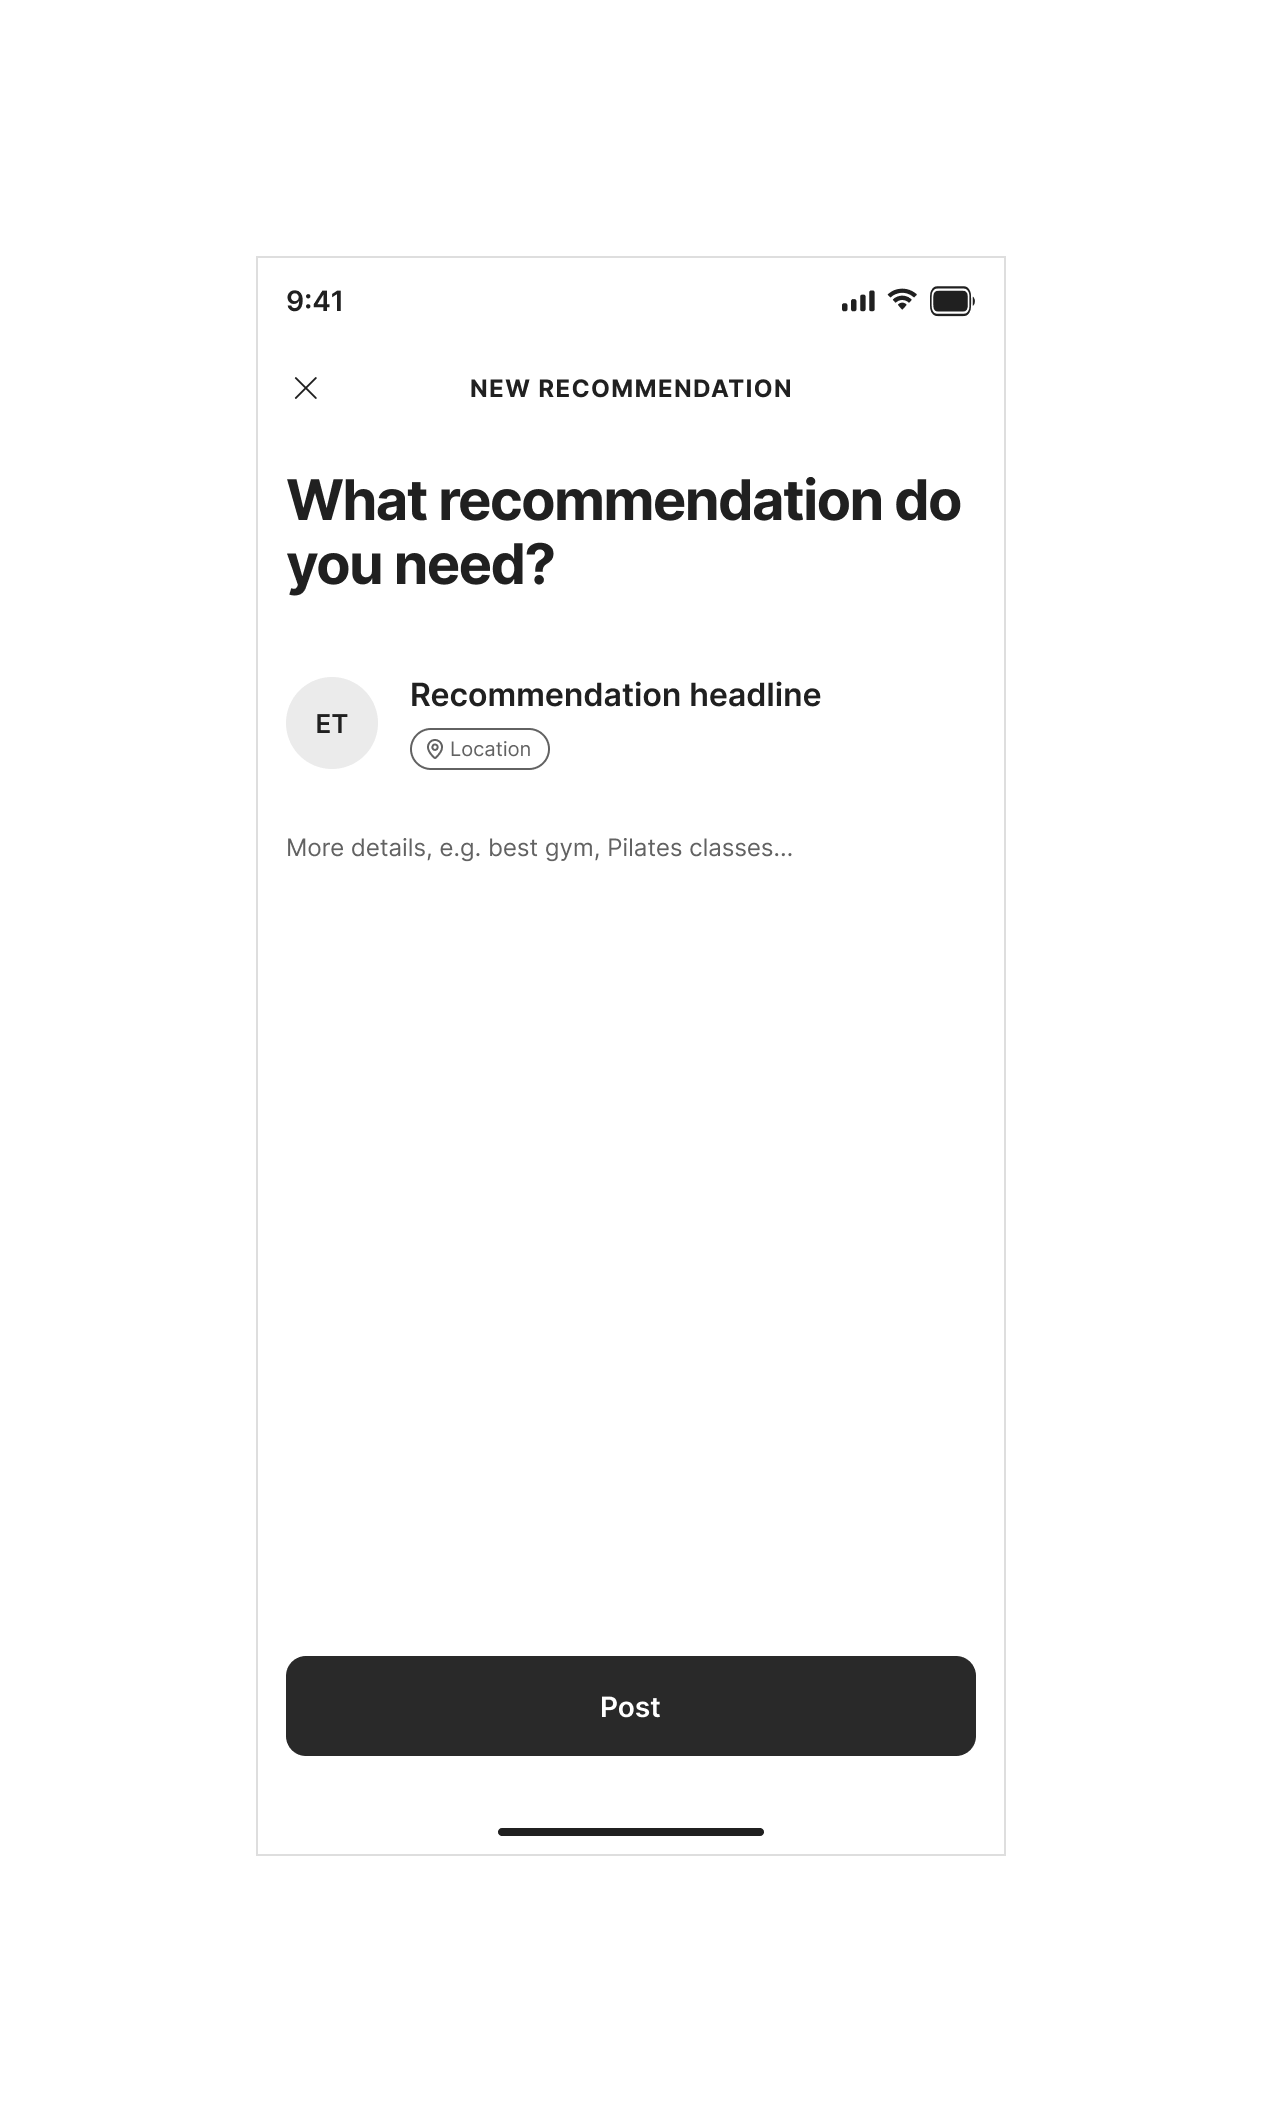 9:41
NEW RECOMMENDATION
What recommendation do
you need?
ET
Recommendation headline
Location
More details, e.g. best gym, Pilates classes...
Post